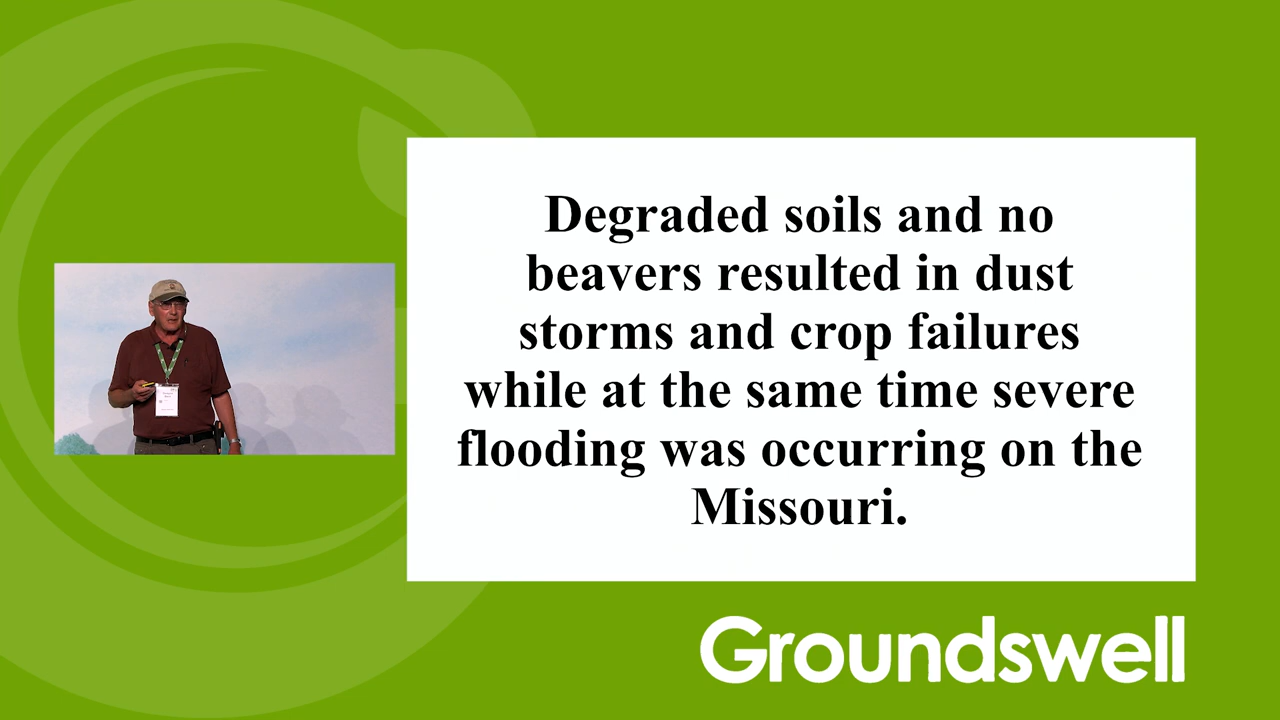 Degraded soils and no
beavers resulted in dust
storms and crop failures
while at the same time severe
flooding was occurring on the
Missouri.
Groundswell